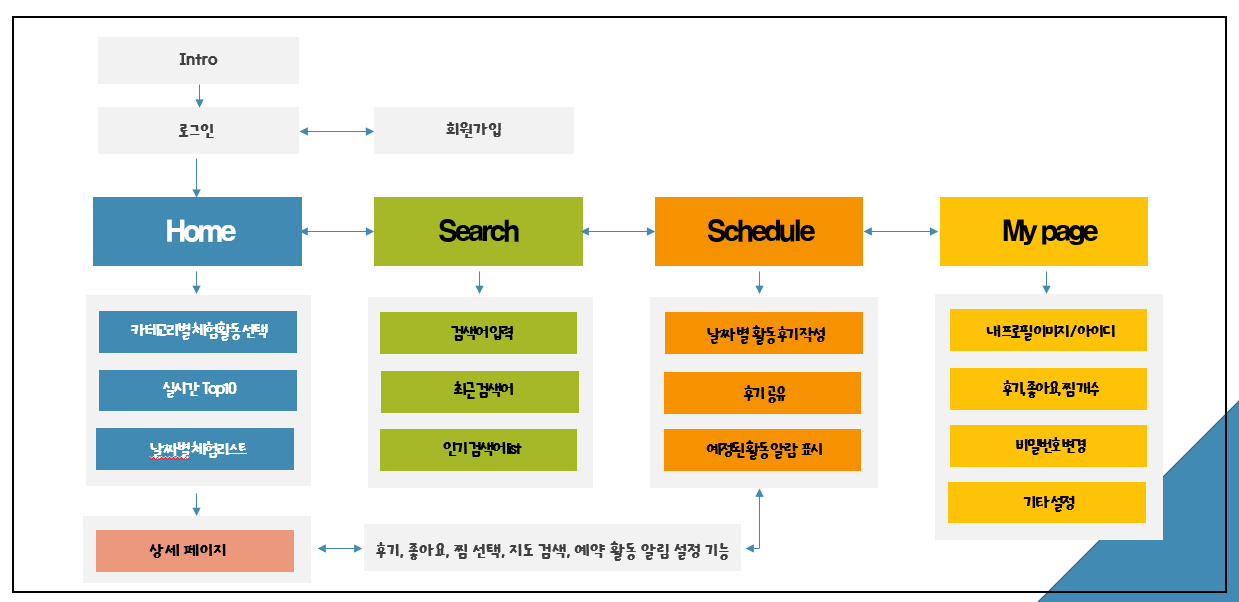 Intro
로그인
회원가입
Home
Search
Schedule
My page
카테고리별 체험활동 선택
실시간 Top10
날짜별 체험리스트
검색어 입력
최근 검색어
인기 검색어 list
날짜별 활동후기 작성
후기 공유
예정된 활동 알람 표시
내 프로필 이미지 / 아이디
후기, 좋아요, 찜 개수
비밀번호 변경
기타 설정
상세 페이지
후기, 좋아요, 찜 선택, 지도 검색, 예약 활동 알림 설정 기능